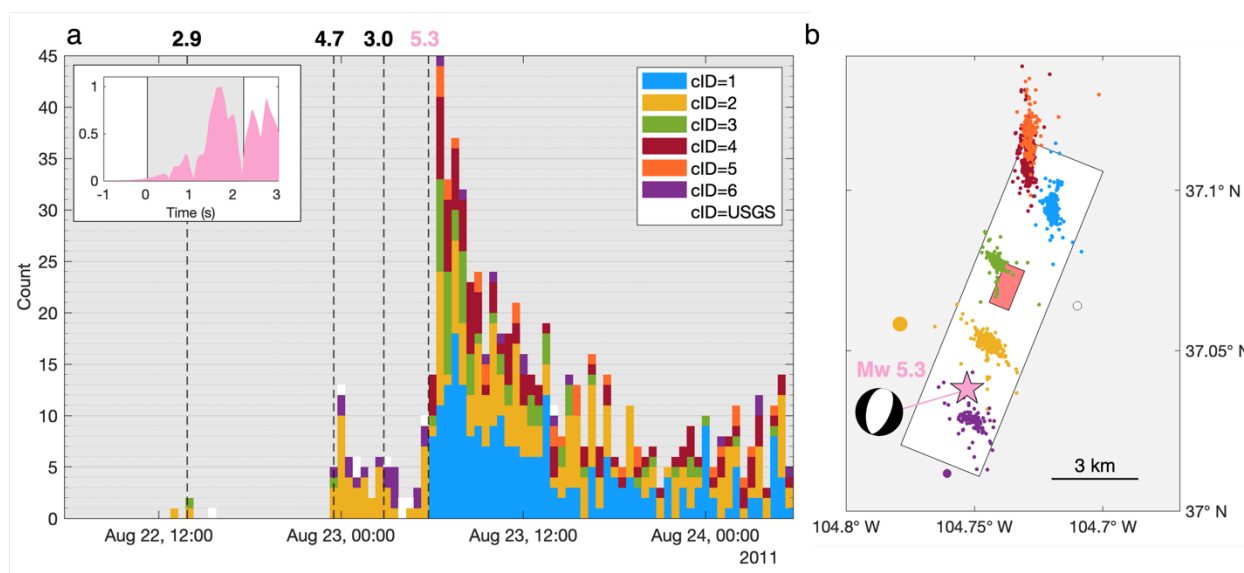 a
2.9 4.7 3.0 5.3
45
40
35
30
25
20
15
10
5
0
Count
1
0.5
0
-1 0 1 2 3
Time (s)
cID=1
cID=2
cID=3
cID=4
cID=5
cID=6
cID=USGS
Aug 22, 12:00 Aug 23, 00:00 Aug 23, 12:00 Aug 24, 00:00
2011
b
37.1° N
37.05° N
37° N
Mw 5.3
3 km
104.8° W 104.75° W 104.7° W